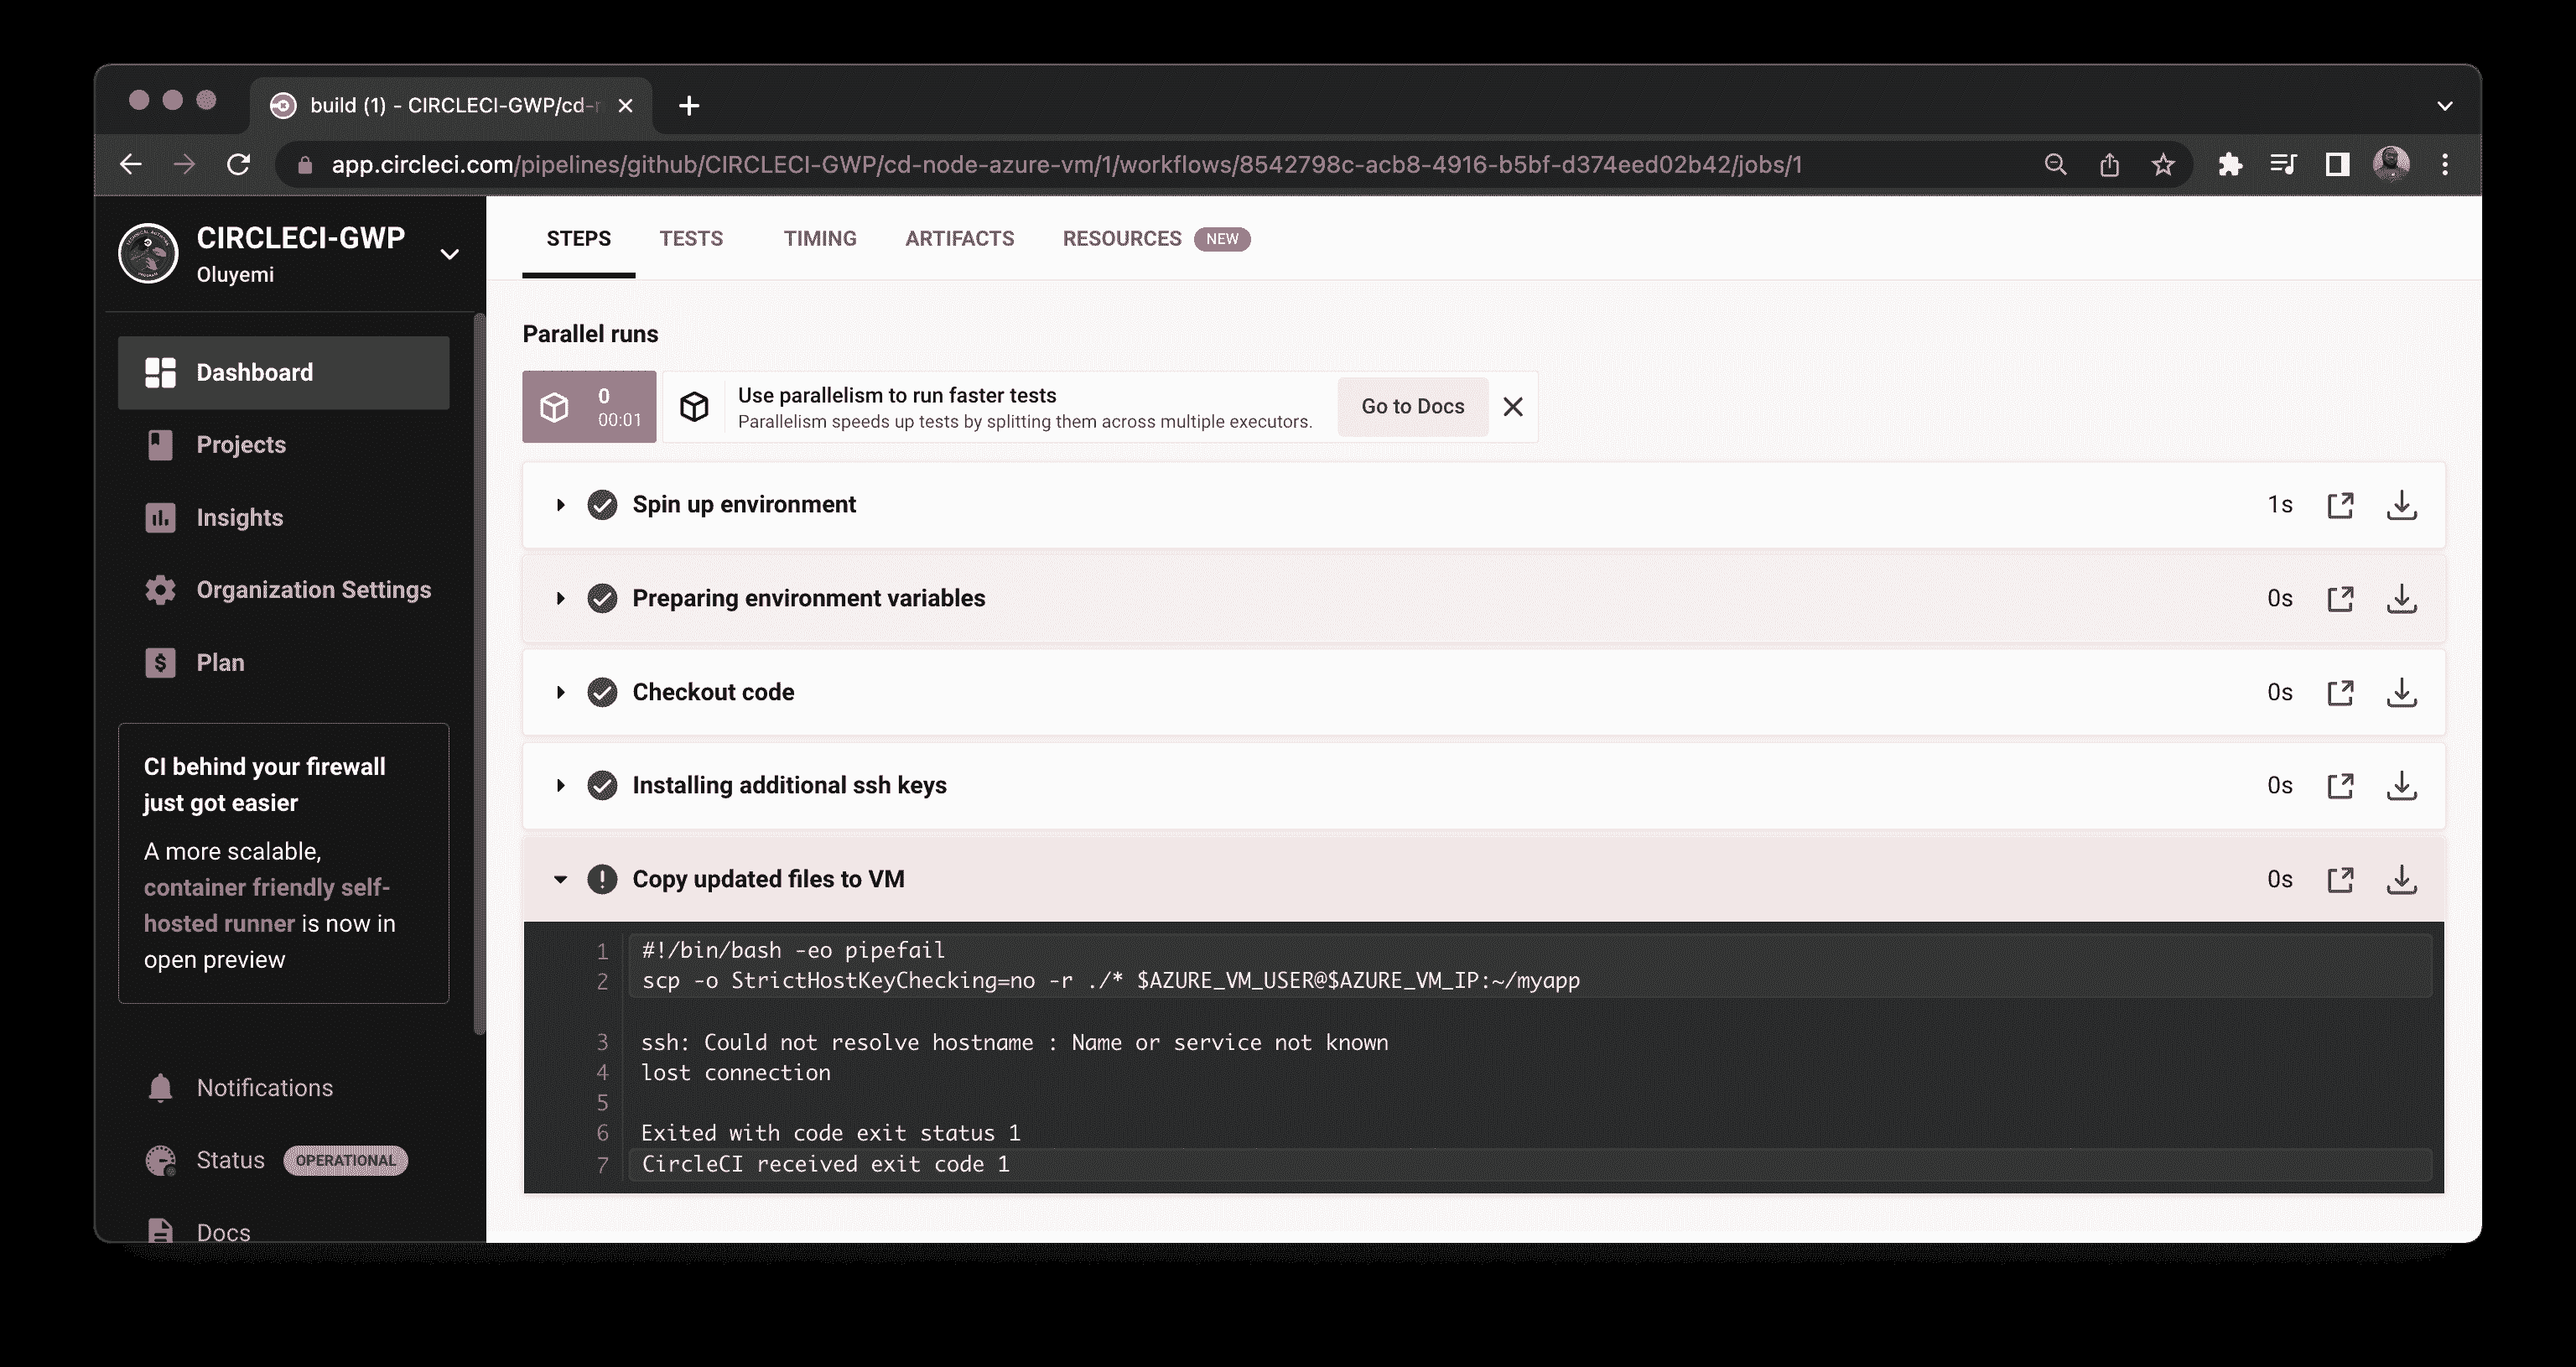 build (1) - CIRCLECI-GWP/cd-
app.circleci.com/pipelines/github/CIRCLECI-GWP/cd-node-azure-vm/1/workflows/8542798c-acb8-4916-b5bf-d374eed02b42/jobs/1
CIRCLECI-GWP
Oluyemi
Dashboard
Projects
Insights
Organization Settings
Plan
CI behind your firewall
just got easier
A more scalable,
container friendly self-
hosted runner is now in
open preview
Notifications
Status OPERATIONAL
Docs
STEPS TESTS TIMING ARTIFACTS RESOURCES NEW
Parallel runs
0
00:01
Use parallelism to run faster tests
Parallelism speeds up tests by splitting them across multiple executors.
Go to Docs
Spin up environment 1s
Preparing environment variables 0s
Checkout code 0s
Installing additional ssh keys 0s
Copy updated files to VM 0s
1 #!/bin/bash -eo pipefail
2 scp -o StrictHostKeyChecking=no -r ./* $AZURE_VM_USER@$AZURE_VM_IP:~/myapp
3 ssh: Could not resolve hostname : Name or service not known
4 lost connection
5
6 Exited with code exit status 1
7 CircleCI received exit code 1